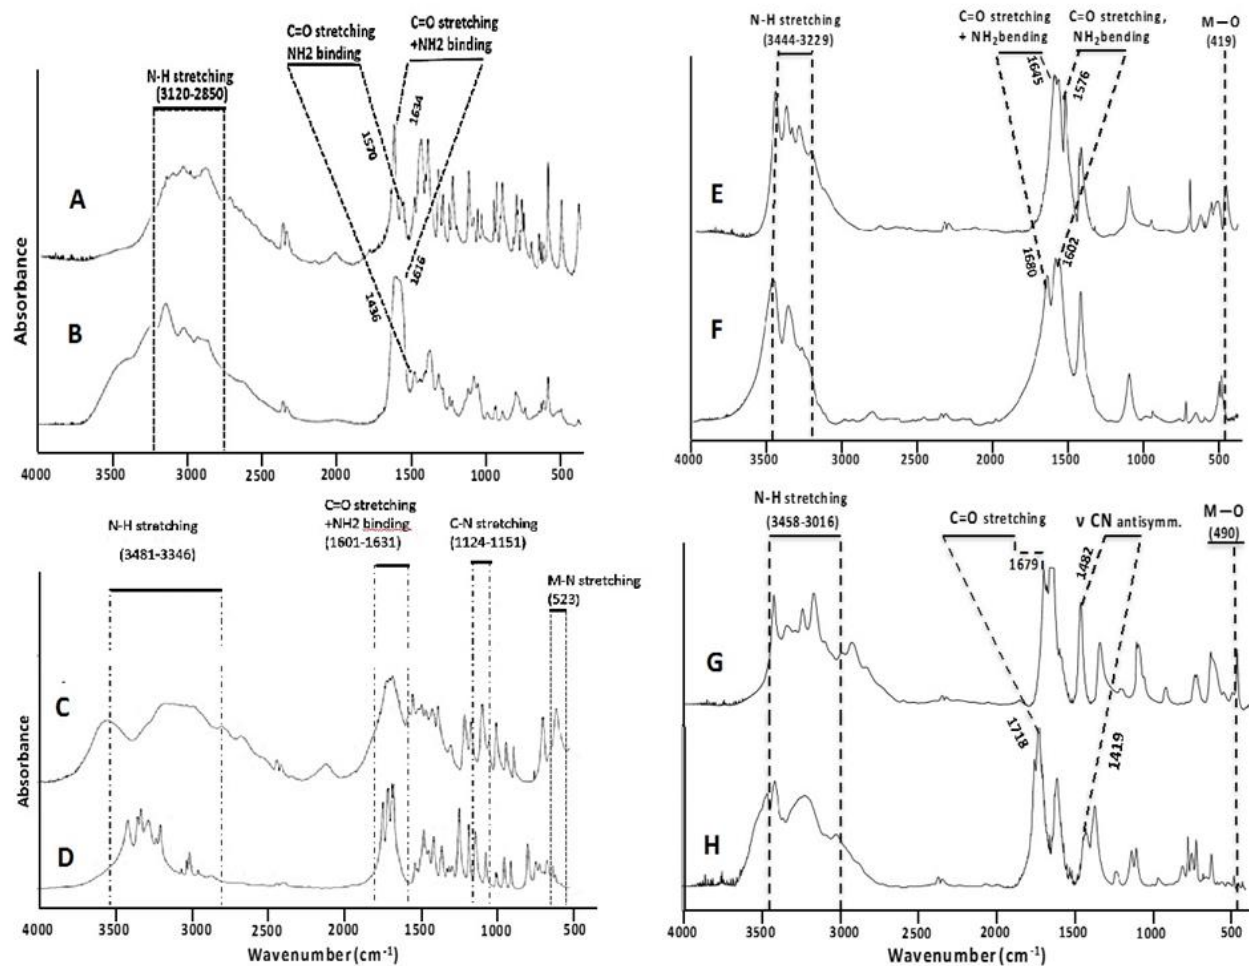 C=O stretching
NH2 binding
C=O stretching
+NH2 binding
N-H stretching
(3120-2850)
1634
1570
A
1616
1436
B
Absorbance
4000
3500
3000
2500
2000
1500
1000
500
N-H stretching
(3444-3229)
C=O stretching
+ NH2bending
C=O stretching,
NH2bending
M—O
(419)
1645
1576
E
1680
1602
F
4000
3500
3000
2500
2000
1500
1000
500
N-H stretching
(3481-3346)
C=O stretching
+NH2 binding
(1601-1631)
C-N stretching
(1124-1151)
M-N stretching
(523)
C
D
Absorbance
4000
3500
3000
2500
2000
1500
1000
500
Wavenumber (cm-1)
N-H stretching
(3458-3016)
C=O stretching
ν CN antisymm.
M—O
(490)
1679
1482
G
1718
1419
H
4000
3500
3000
2500
2000
1500
1000
500
Wavenumber (cm-1)